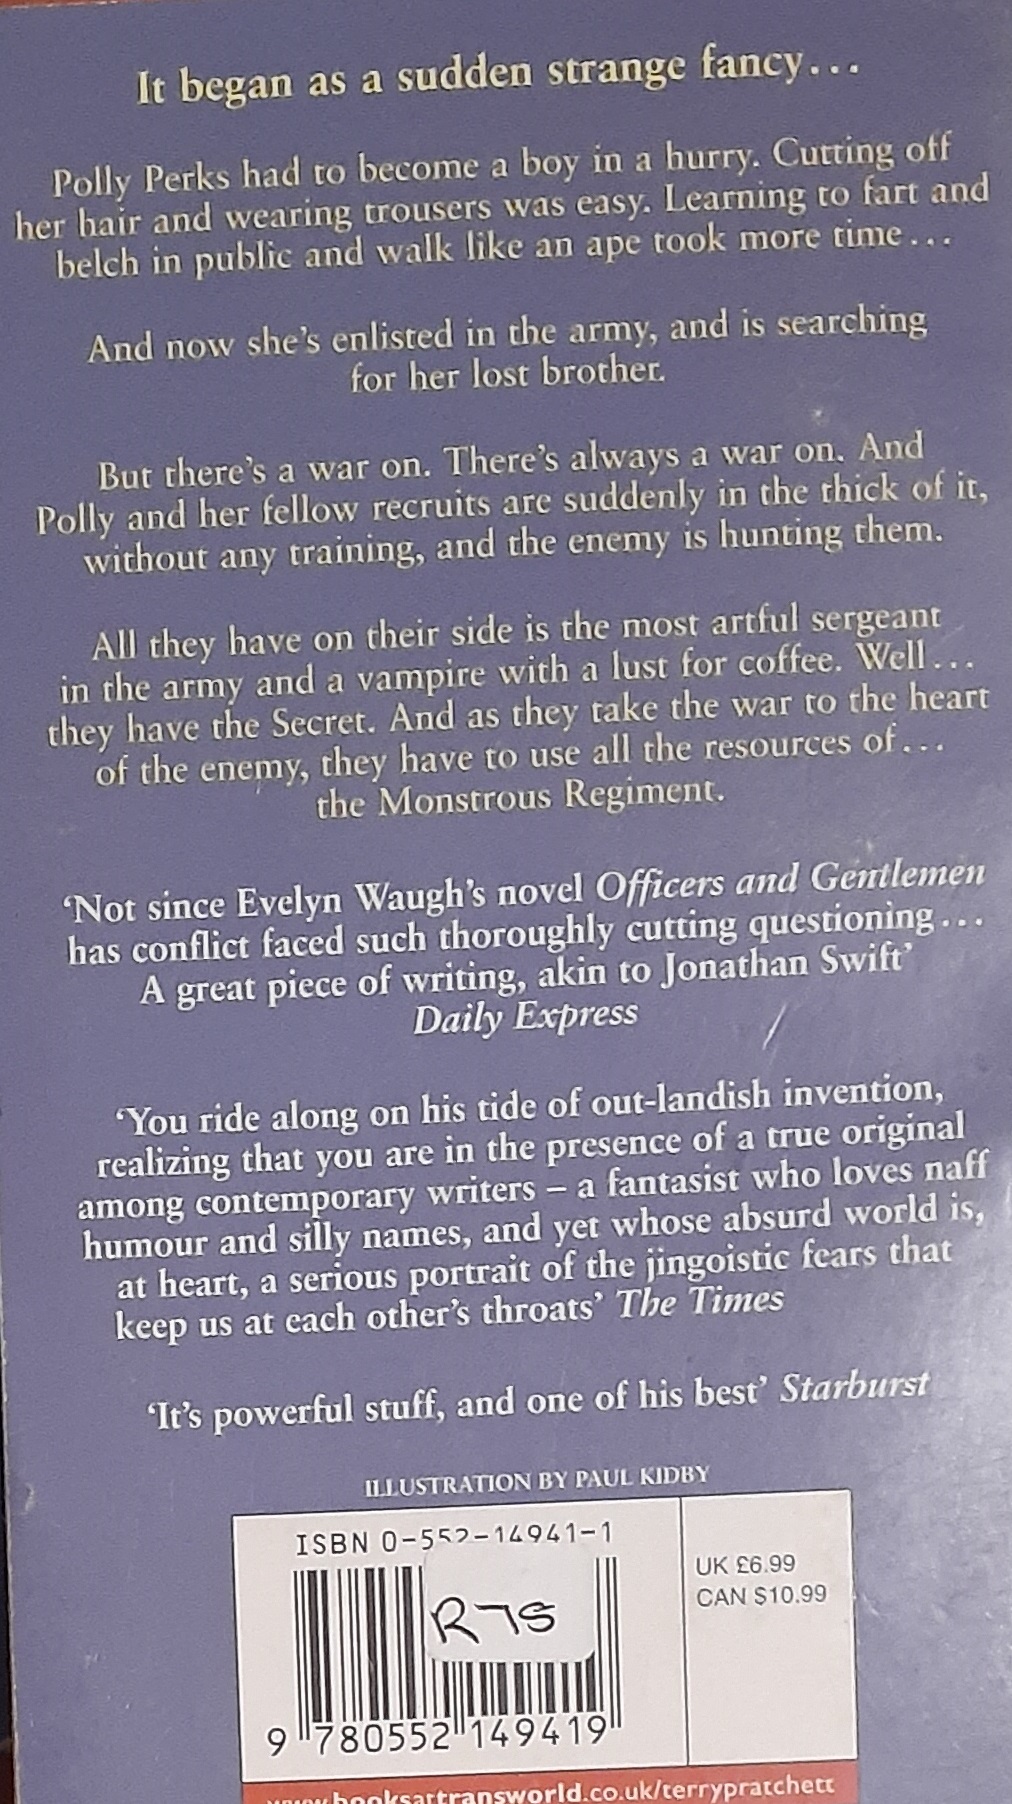 It began as a sudden strange fancy...
Polly Perks had to become a boy in a hurry. Cutting off
her hair and wearing trousers was easy. Learning to fart and
belch in public and walk like an ape took more time...
And now she's enlisted in the army, and is searching
for her lost brother.
But there's a war on. There's always a war on. And
Polly and her fellow recruits are suddenly in the thick of it,
without any training, and the enemy is hunting them.
All they have on their side is the most artful sergeant
in the army and a vampire with a lust for coffee. Well...
they have the Secret. And as they take the war to the heart
of the enemy, they have to use all the resources of...
the Monstrous Regiment.
'Not since Evelyn Waugh's novel Officers and Gentlemen
has conflict faced such thoroughly cutting questioning...
A great piece of writing, akin to Jonathan Swift'
Daily Express
'You ride along on his tide of out-landish invention,
realizing that you are in the presence of a true original
among contemporary writers – a fantasist who loves naff
humour and silly names, and yet whose absurd world is,
at heart, a serious portrait of the jingoistic fears that
keep us at each other's throats' The Times
'It's powerful stuff, and one of his best' Starburst
ILLUSTRATION BY PAUL KIDBY
ISBN 0-552-14941-1
UK £6.99
CAN $10.99
R75
9 780552 149419
www.booksattransworld.co.uk/terrypratchett